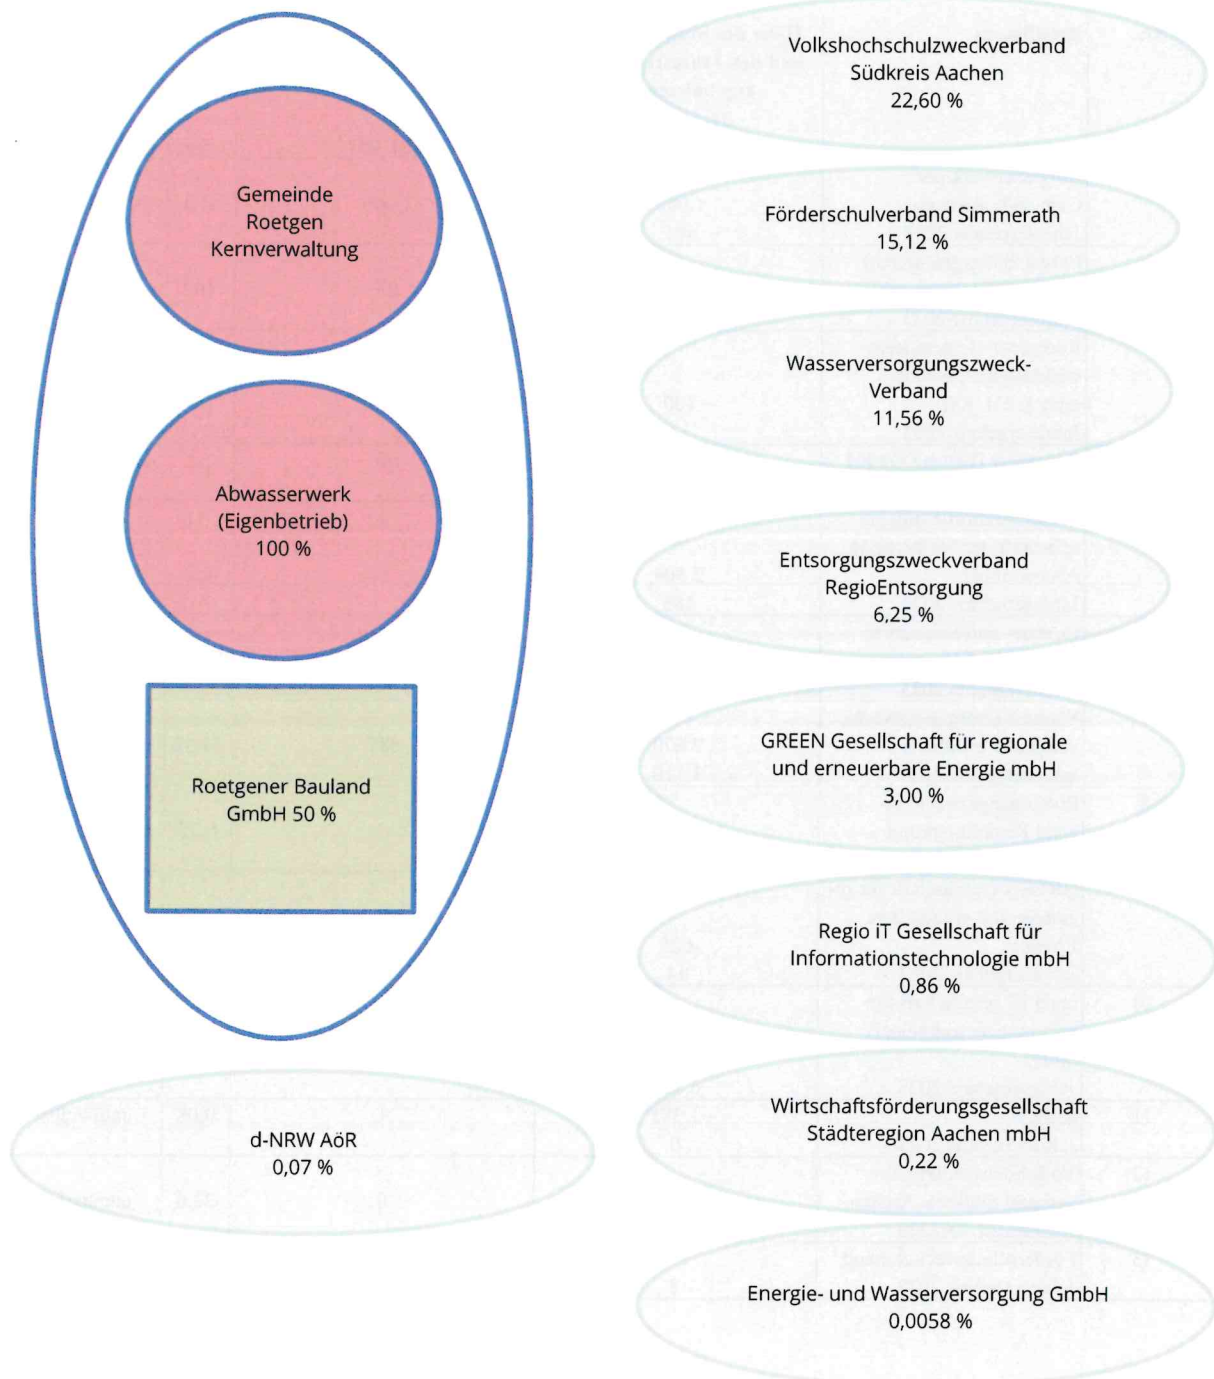 Gemeinde
Roetgen
Kernverwaltung
Abwasserwerk
(Eigenbetrieb)
100 %
Roetgener Bauland
GmbH 50 %
d-NRW AöR
0,07 %
Volkshochschulzweckverband
Südkreis Aachen
22,60 %
Förderschulverband Simmerath
15,12 %
Wasserversorgungszweck-
Verband
11,56 %
Entsorgungszweckverband
RegioEntsorgung
6,25 %
GREEN Gesellschaft für regionale
und erneuerbare Energie mbH
3,00 %
Regio iT Gesellschaft für
Informationstechnologie mbH
0,86 %
Wirtschaftsförderungsgesellschaft
Städteregion Aachen mbH
0,22 %
Energie- und Wasserversorgung GmbH
0,0058 %